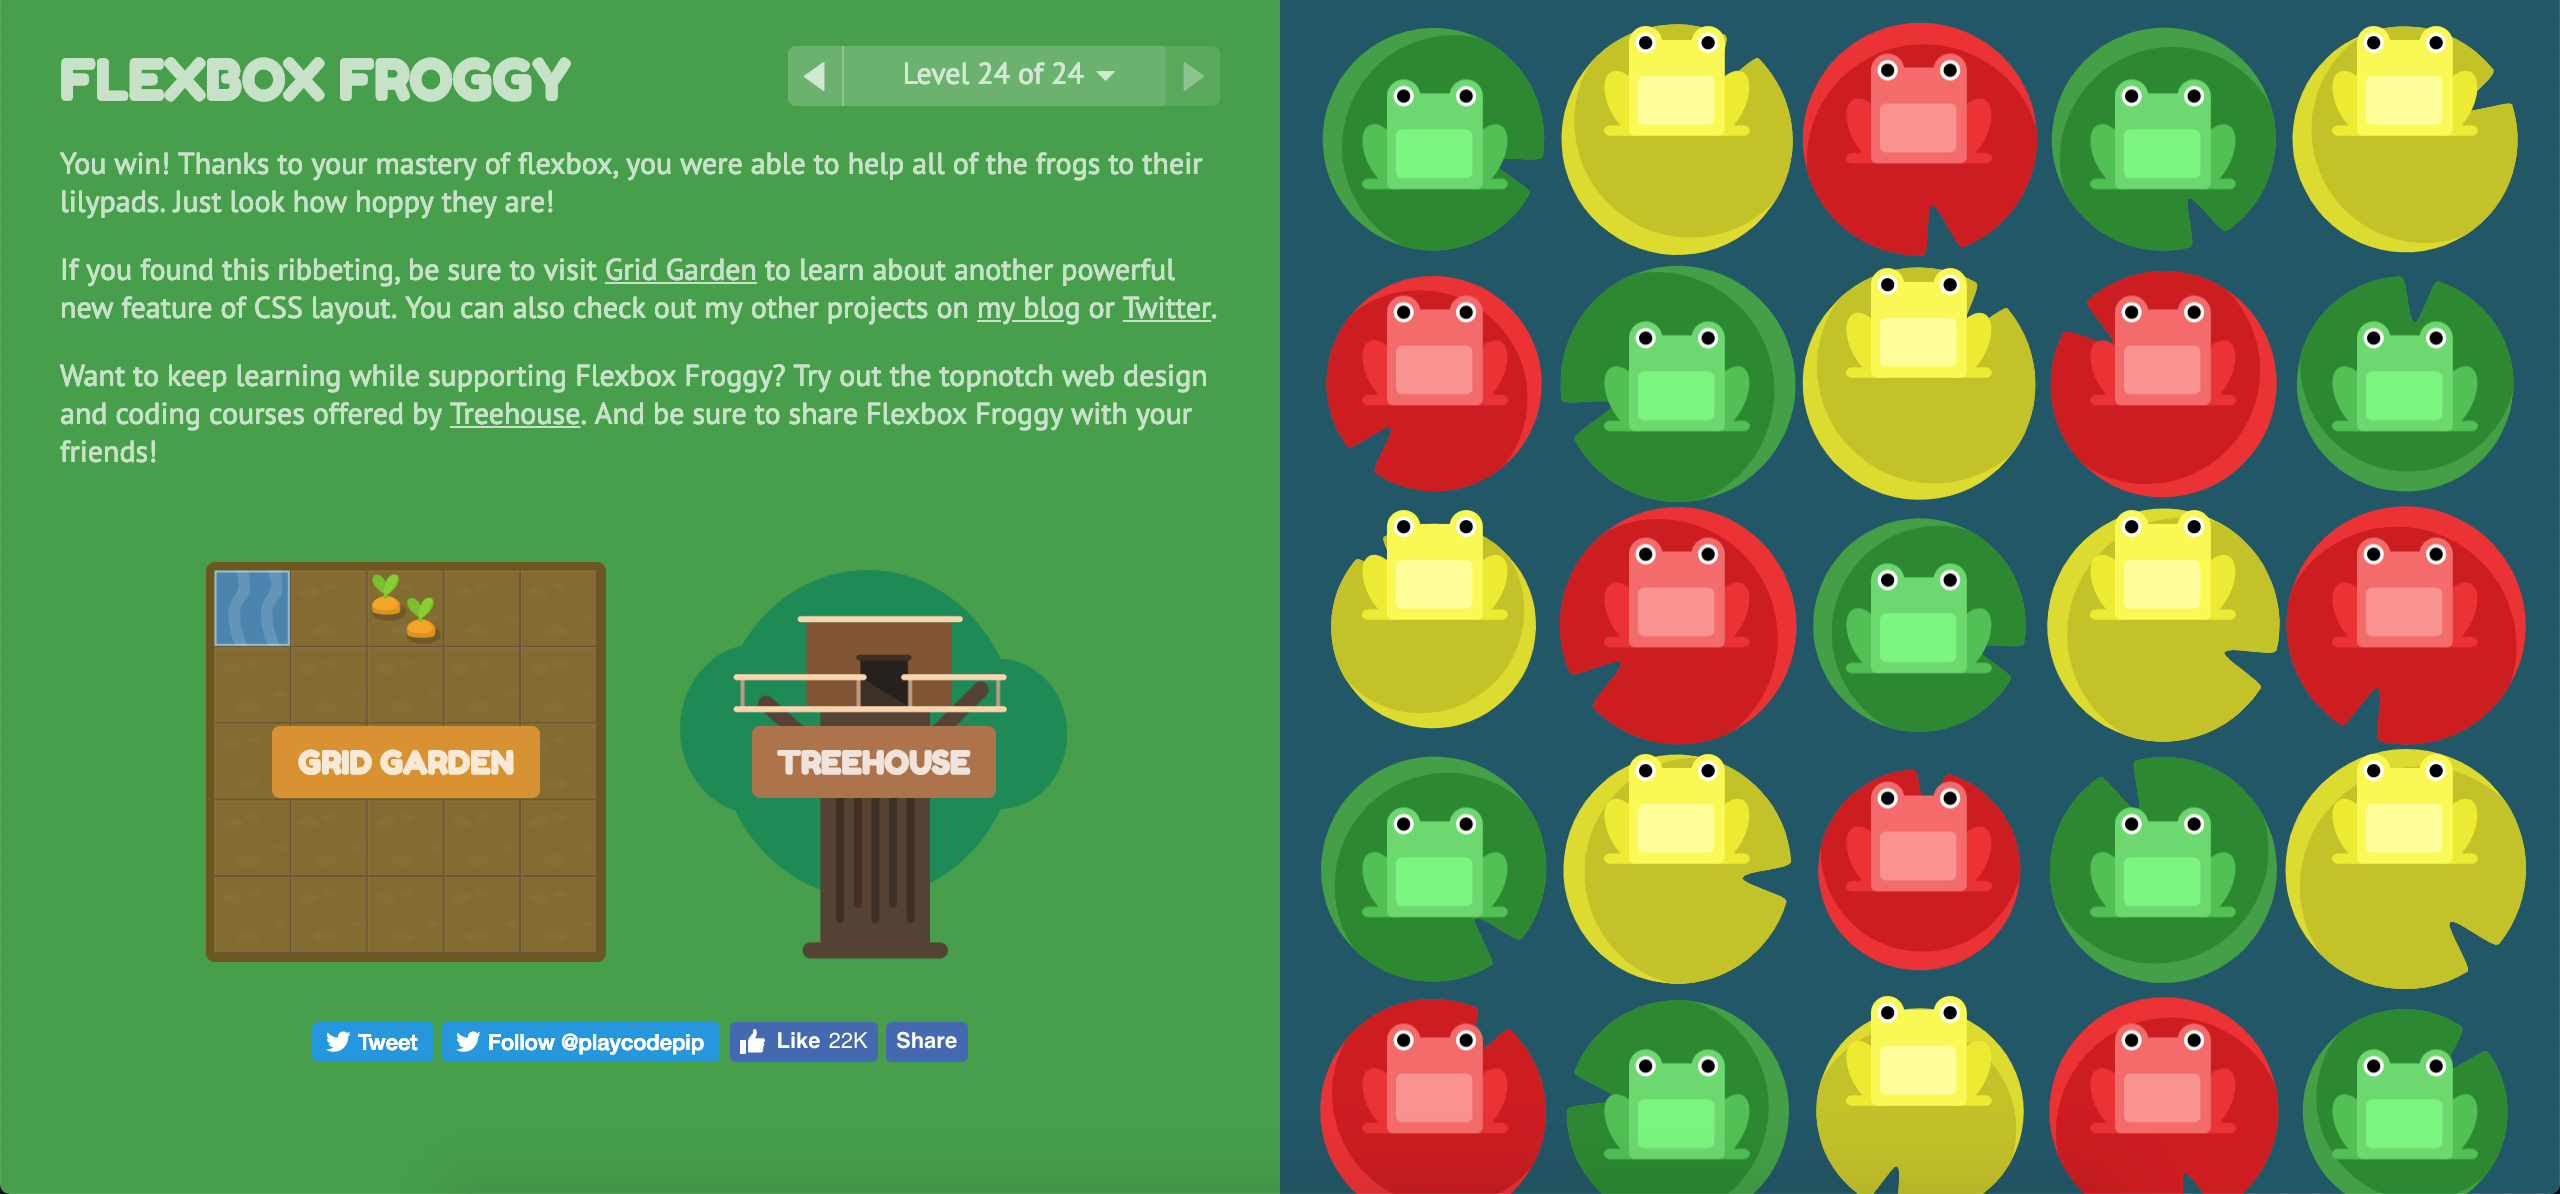 FLEXBOX FROGGY
Level 24 of 24
You win! Thanks to your mastery of flexbox, you were able to help all of the frogs to their
lilypads. Just look how hoppy they are!
If you found this ribbeting, be sure to visit Grid Garden to learn about another powerful
new feature of CSS layout. You can also check out my other projects on my blog or Twitter.
Want to keep learning while supporting Flexbox Froggy? Try out the topnotch web design
and coding courses offered by Treehouse. And be sure to share Flexbox Froggy with your
friends!
GRID GARDEN
TREEHOUSE
Tweet
Follow @playcodepip
Like 22K
Share